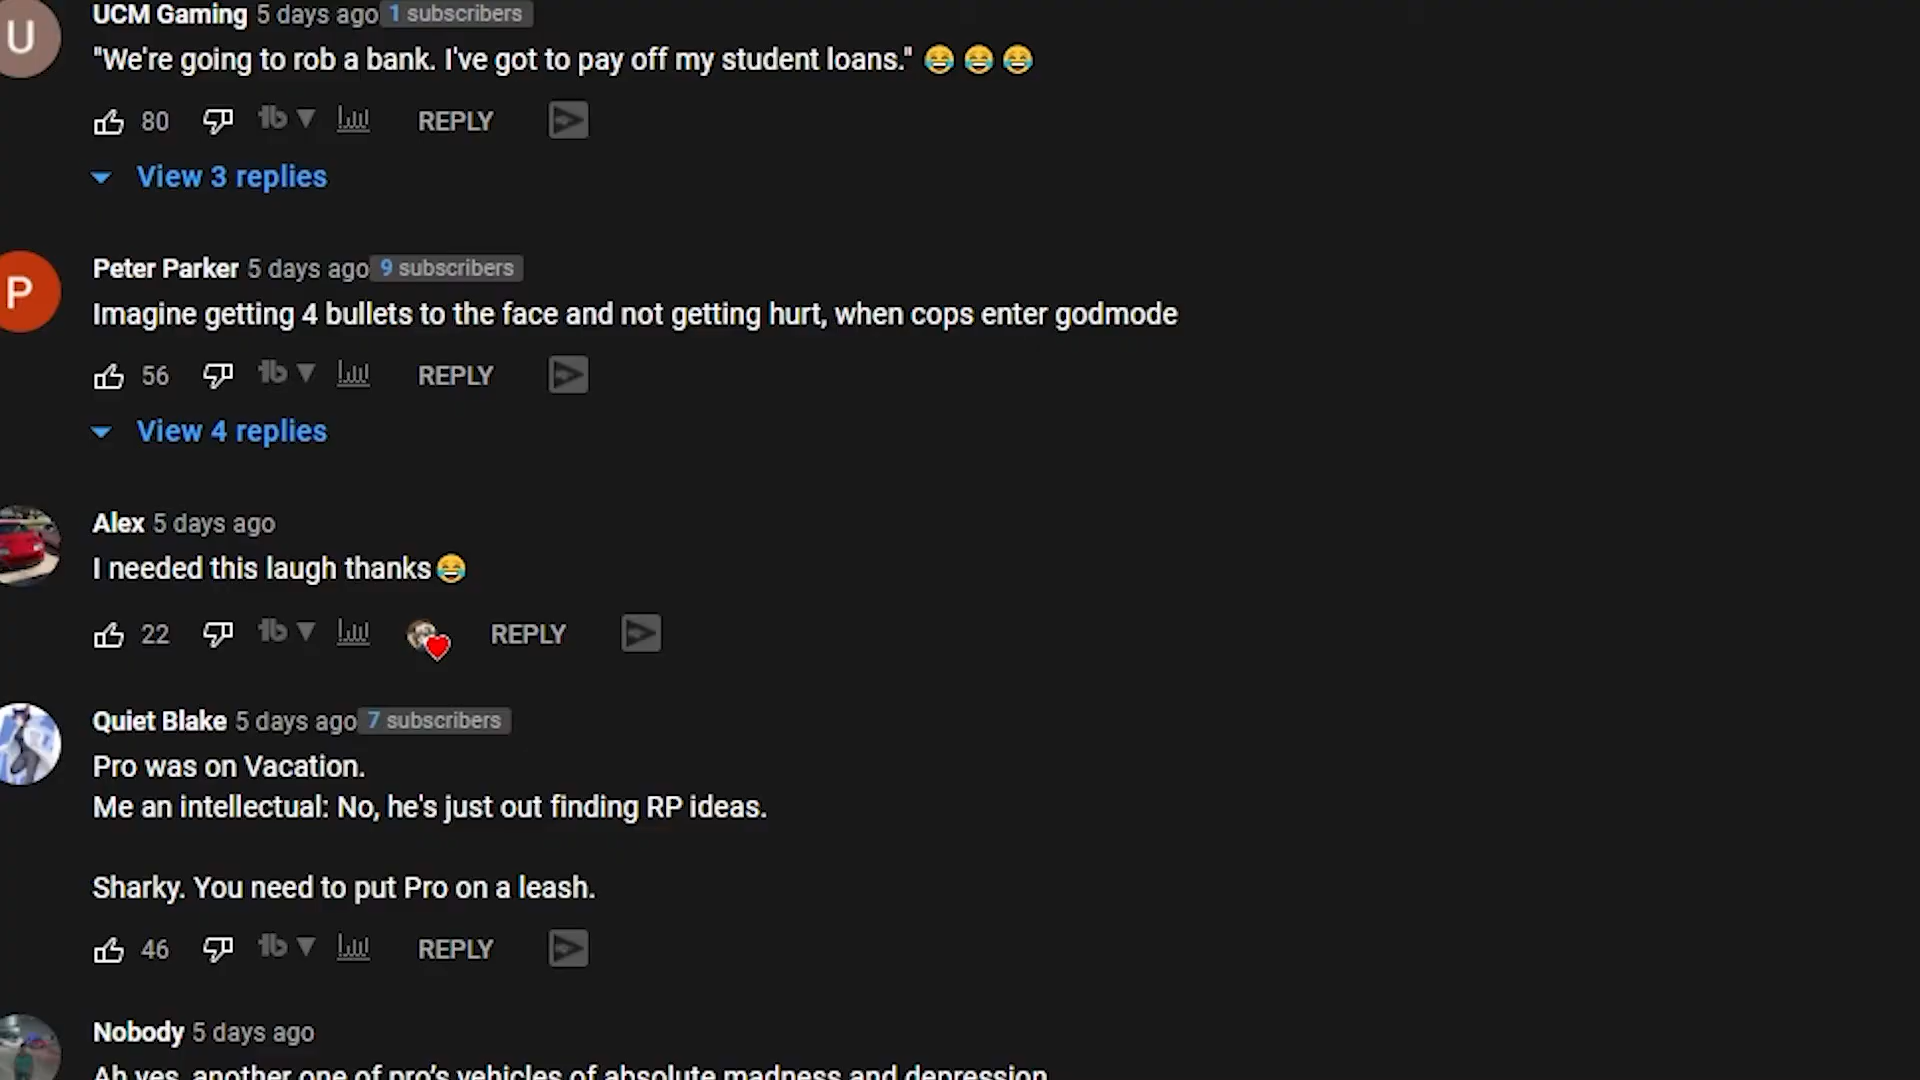 U
UCM Gaming 5 days ago 1 subscribers
"We're going to rob a bank. I've got to pay off my student loans." 😂 😂 😂
80 tb ▼ REPLY
View 3 replies
P
Peter Parker 5 days ago 9 subscribers
Imagine getting 4 bullets to the face and not getting hurt, when cops enter godmode
56 tb ▼ REPLY
View 4 replies
Alex 5 days ago
I needed this laugh thanks😂
22 tb ▼ REPLY
Quiet Blake 5 days ago 7 subscribers
Pro was on Vacation.
Me an intellectual: No, he's just out finding RP ideas.
Sharky. You need to put Pro on a leash.
46 tb ▼ REPLY
Nobody 5 days ago
Ah yes, another one of pro's vehicles of absolute madness and depression